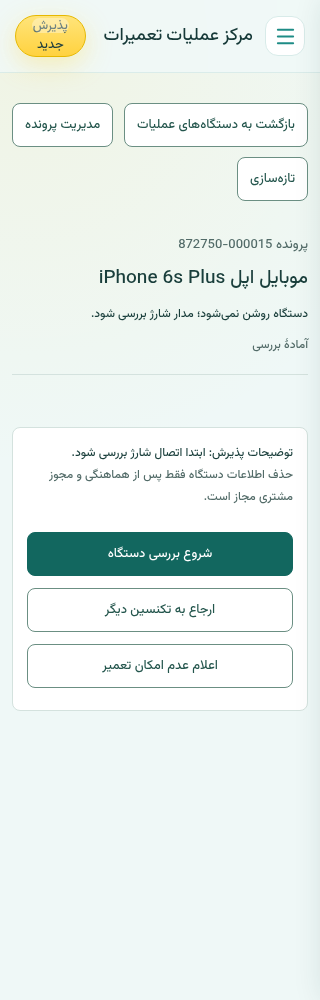 مرکز عملیات تعمیرات
پذیرش
جدید
بازگشت به دستگاه‌های عملیات
مدیریت پرونده
تازه‌سازی
پرونده 872750-000015
موبایل اپل iPhone 6s Plus
دستگاه روشن نمی‌شود؛ مدار شارژ بررسی شود.
آمادهٔ بررسی
توضیحات پذیرش: ابتدا اتصال شارژ بررسی شود.
حذف اطلاعات دستگاه فقط پس از هماهنگی و مجوز
مشتری مجاز است.
شروع بررسی دستگاه
ارجاع به تکنسین دیگر
اعلام عدم امکان تعمیر